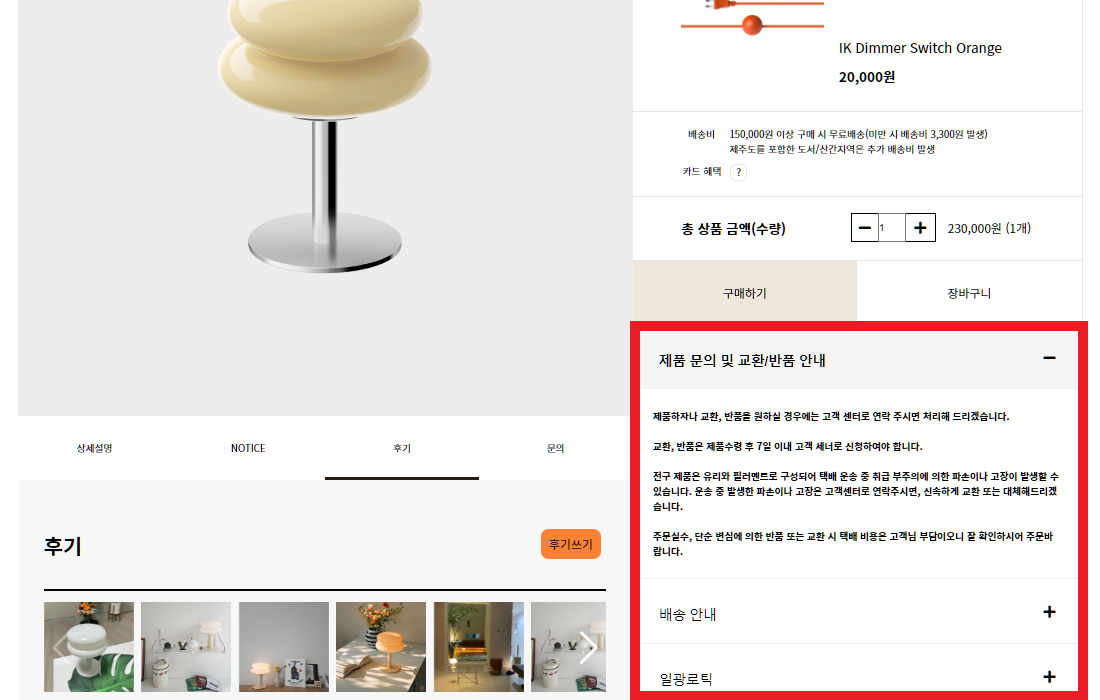 IK Dimmer Switch Orange
20,000원
배송비
150,000원 이상 구매 시 무료배송(미만 시 배송비 3,300원 발생)
제주도를 포함한 도서/산간지역은 추가 배송비 발생
카드 혜택
?
총 상품 금액(수량)
1
230,000원 (1개)
구매하기
장바구니
제품 문의 및 교환/반품 안내
제품하자나 교환, 반품을 원하실 경우에는 고객 센터로 연락 주시면 처리해 드리겠습니다.
교환, 반품은 제품수령 후 7일 이내 고객 세너로 신청하여야 합니다.
전구 제품은 유리와 필러멘트로 구성되어 택배 운송 중 취급 부주의에 의한 파손이나 고장이 발생할 수
있습니다. 운송 중 발생한 파손이나 고장은 고객센터로 연락주시면, 신속하게 교환 또는 대체해드리겠
습니다.
주문실수, 단순 변심에 의한 반품 또는 교환 시 택배 비용은 고객님 부담이오니 잘 확인하시어 주문바
랍니다.
배송 안내
일광로틱
상세설명
NOTICE
후기
문의
후기
후기쓰기